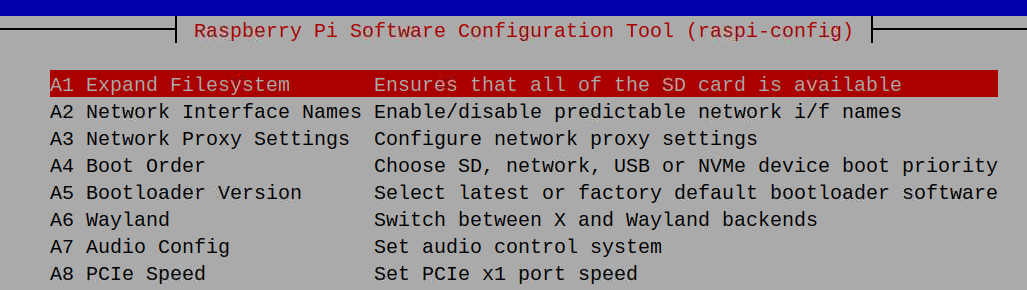 Raspberry Pi Software Configuration Tool (raspi-config)
A1 Expand Filesystem Ensures that all of the SD card is available
A2 Network Interface Names Enable/disable predictable network i/f names
A3 Network Proxy Settings Configure network proxy settings
A4 Boot Order Choose SD, network, USB or NVMe device boot priority
A5 Bootloader Version Select latest or factory default bootloader software
A6 Wayland Switch between X and Wayland backends
A7 Audio Config Set audio control system
A8 PCIe Speed Set PCIe x1 port speed